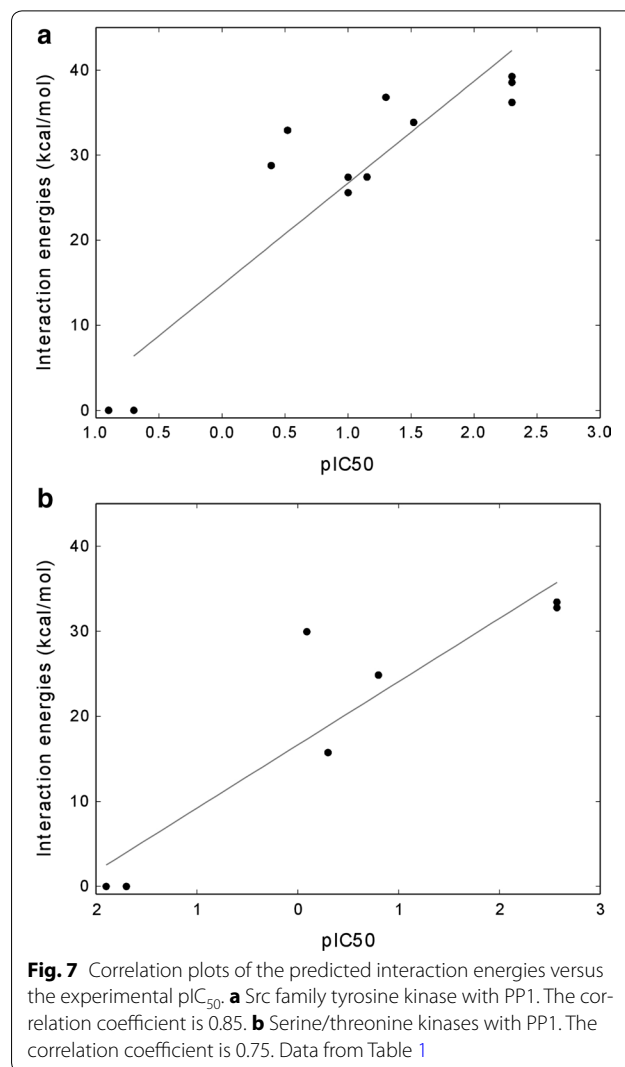 a
40
30
20
10
0
1.0 0.5 0.0 0.5 1.0 1.5 2.0 2.5 3.0
Interaction energies (kcal/mol)
pIC50
b
40
30
20
10
0
2 1 0 1 2 3
Interaction energies (kcal/mol)
pIC50
Fig. 7 Correlation plots of the predicted interaction energies versus
the experimental pIC50. a Src family tyrosine kinase with PP1. The cor-
relation coefficient is 0.85. b Serine/threonine kinases with PP1. The
correlation coefficient is 0.75. Data from Table 1